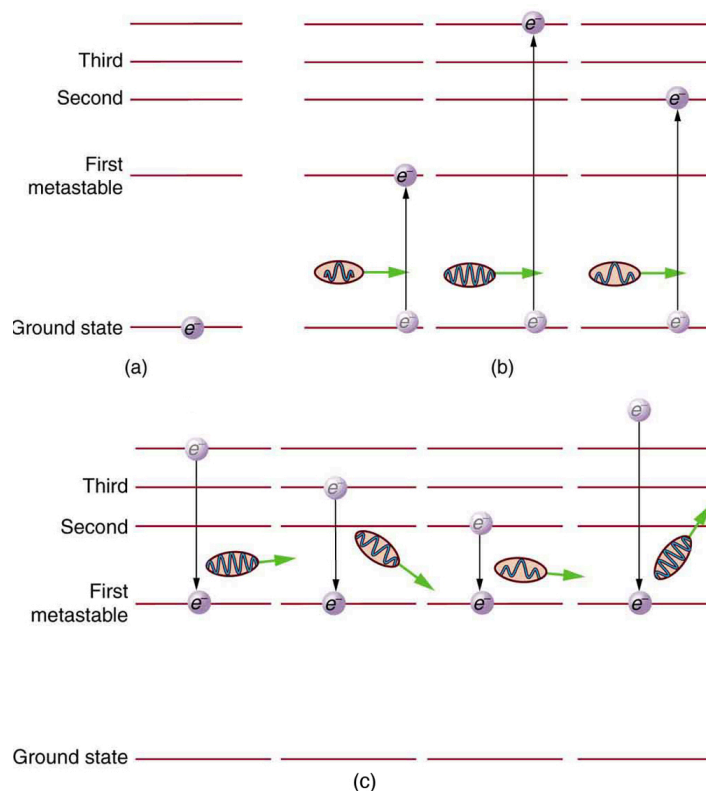 Third
Second
First
metastable
e⁻
e⁻
e⁻
Ground state
e⁻
e⁻
e⁻
e⁻
(a)
(b)
e⁻
Third
e⁻
Second
e⁻
e⁻
First
metastable
e⁻
e⁻
e⁻
e⁻
Ground state
(c)